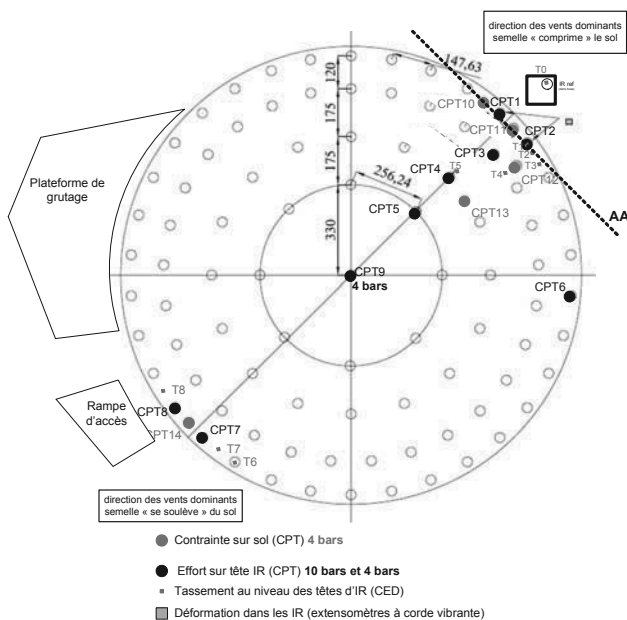 direction des vents dominants
semelle « comprime » le sol
147,63
T0
IR ref
120
CPT10
CPT1
175
CPT11
CPT2
T1
CPT3
T2
175
CPT4
T5
T4
T3
CPT12
Plateforme de
grutage
256,24
CPT13
CPT5
AA
330
CPT9
4 bars
CPT6
T8
Rampe
d'accès
CPT8
CPT14
CPT7
T7
T6
direction des vents dominants
semelle « se soulève » du sol
Contrainte sur sol (CPT) 4 bars
Effort sur tête IR (CPT) 10 bars et 4 bars
Tassement au niveau des têtes d'IR (CED)
Déformation dans les IR (extensomètres à corde vibrante)